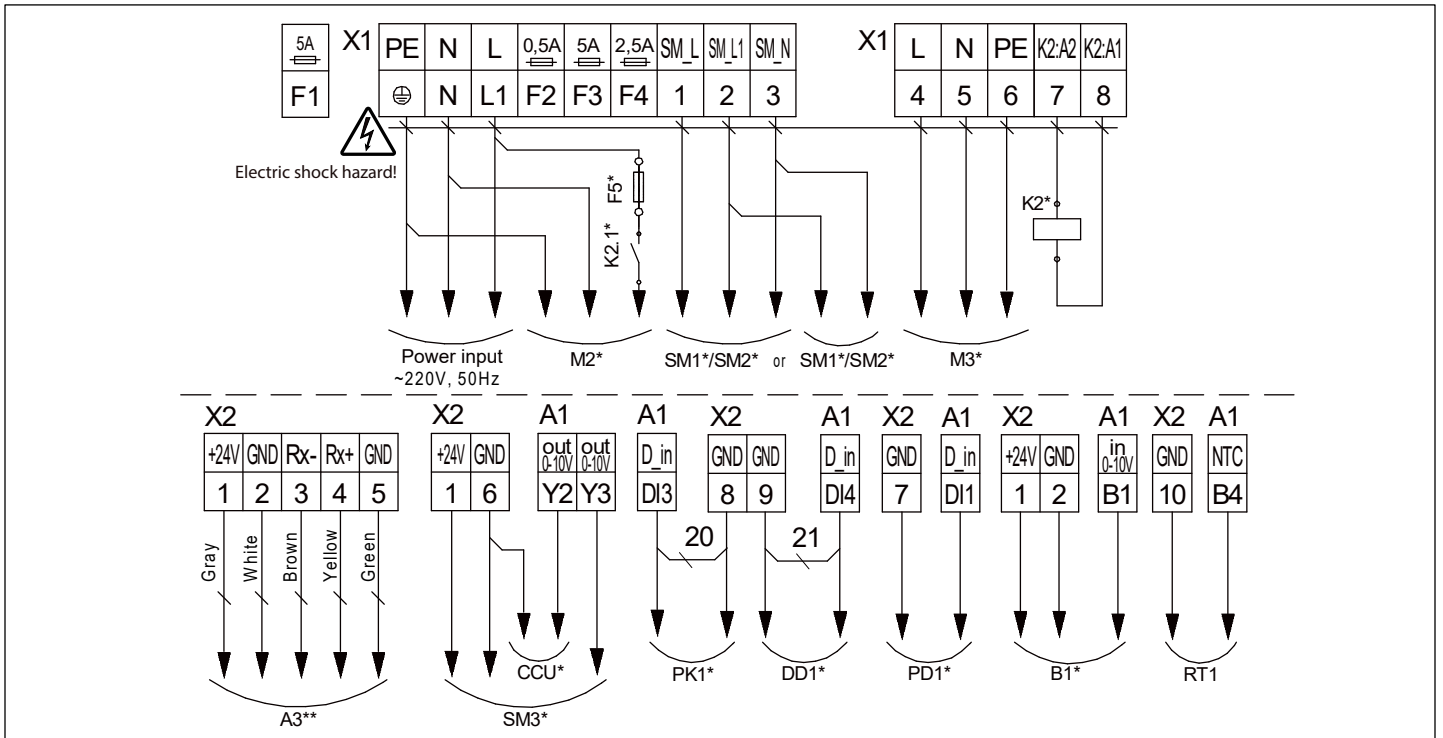 5A X1 PE N L 0,5A 5A 2,5A SM_L SM_L1 SM_N X1 L N PE K2:A2 K2:A1
F1 N L1 F2 F3 F4 1 2 3 4 5 6 7 8
Electric shock hazard!
F5*
K2.1*
K2*
Power input M2* SM1*/SM2* or SM1*/SM2* M3*
~220V, 50Hz
X2 X2 A1 A1 X2 A1 X2 A1 X2 A1 X2 A1
+24V GND Rx- Rx+ GND +24V GND out 0-10V out 0-10V D_in GND GND D_in GND D_in +24V GND in 0-10V GND NTC
1 2 3 4 5 1 6 Y2 Y3 DI3 8 9 DI4 7 DI1 1 2 B1 10 B4
20 21
Gray
White
Brown
Yellow
Green
CCU* PK1* DD1* PD1* B1* RT1
A3** SM3*